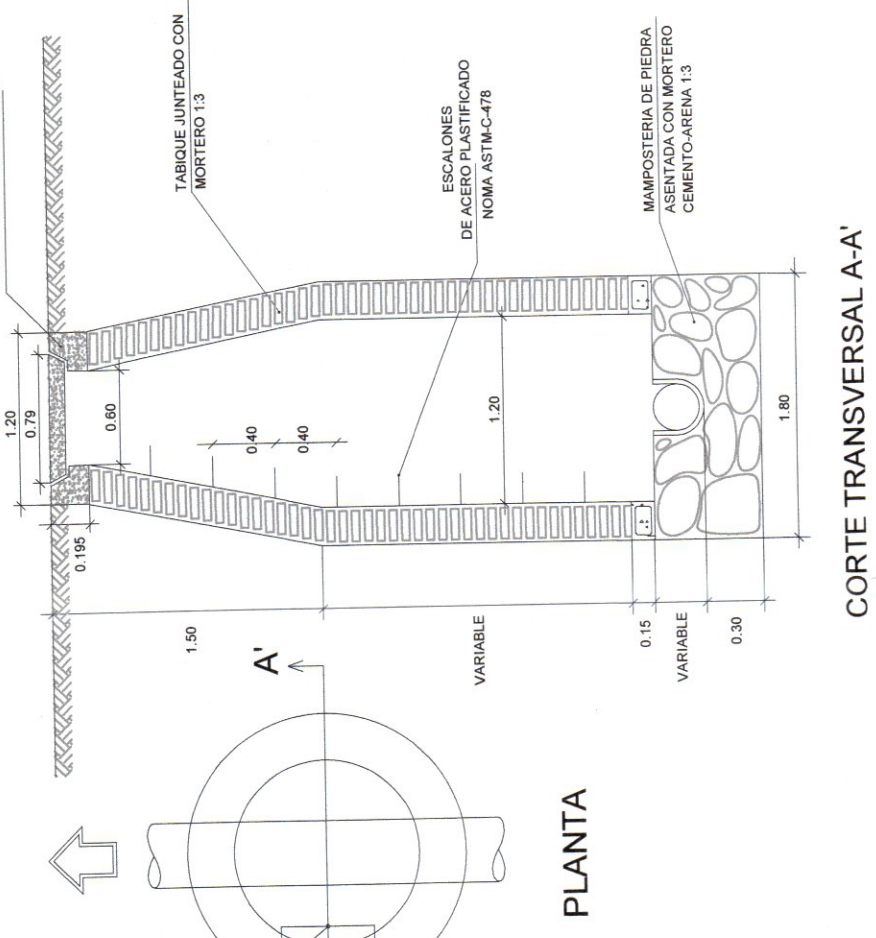 1.20
0.79
0.60
0.195
0.40
0.40
1.20
1.50
VARIABLE
0.15
VARIABLE
0.30
1.80
TABIQUE JUNTEADO CON
MORTERO 1:3
ESCALONES
DE ACERO PLASTIFICADO
NOMA ASTM-C-478
MAMPOSTERIA DE PIEDRA
ASENTADA CON MORTERO
CEMENTO-ARENA 1:3
A'
PLANTA
CORTE TRANSVERSAL A-A'